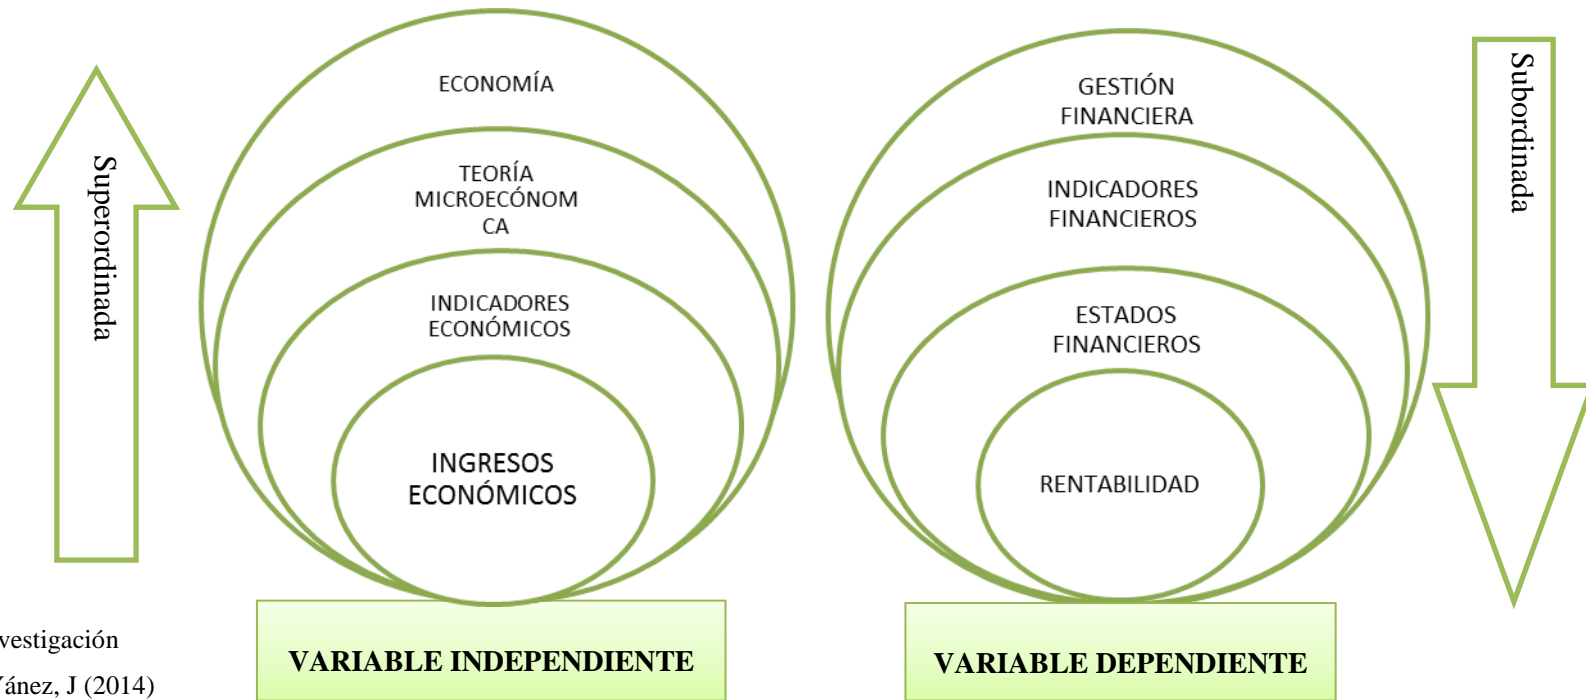 Superordinada
ECONOMÍA
TEORÍA
MICROECÓNOM
CA
INDICADORES
ECONÓMICOS
INGRESOS
ECONÓMICOS
VARIABLE INDEPENDIENTE
GESTIÓN
FINANCIERA
INDICADORES
FINANCIEROS
ESTADOS
FINANCIEROS
RENTABILIDAD
VARIABLE DEPENDIENTE
Subordinada
vestigación
Yánez, J (2014)